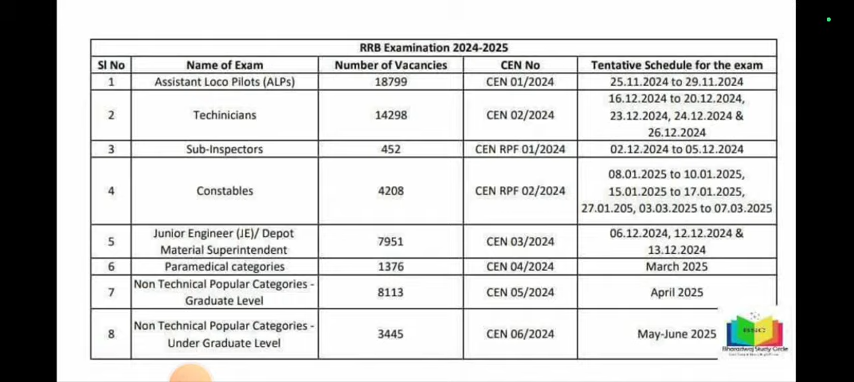 RRB Examination 2024-2025
Sl No Name of Exam Number of Vacancies CEN No Tentative Schedule for the exam
1 Assistant Loco Pilots (ALPs) 18799 CEN 01/2024 25.11.2024 to 29.11.2024
2 Techinicians 14298 CEN 02/2024 16.12.2024 to 20.12.2024,
23.12.2024, 24.12.2024 &
26.12.2024
3 Sub-Inspectors 452 CEN RPF 01/2024 02.12.2024 to 05.12.2024
4 Constables 4208 CEN RPF 02/2024 08.01.2025 to 10.01.2025,
15.01.2025 to 17.01.2025,
27.01.205, 03.03.2025 to 07.03.2025
5 Junior Engineer (JE)/ Depot
Material Superintendent 7951 CEN 03/2024 06.12.2024, 12.12.2024 &
13.12.2024
6 Paramedical categories 1376 CEN 04/2024 March 2025
7 Non Technical Popular Categories -
Graduate Level 8113 CEN 05/2024 April 2025
8 Non Technical Popular Categories -
Under Graduate Level 3445 CEN 06/2024 May-June 2025
Bharadwaj Study Circle